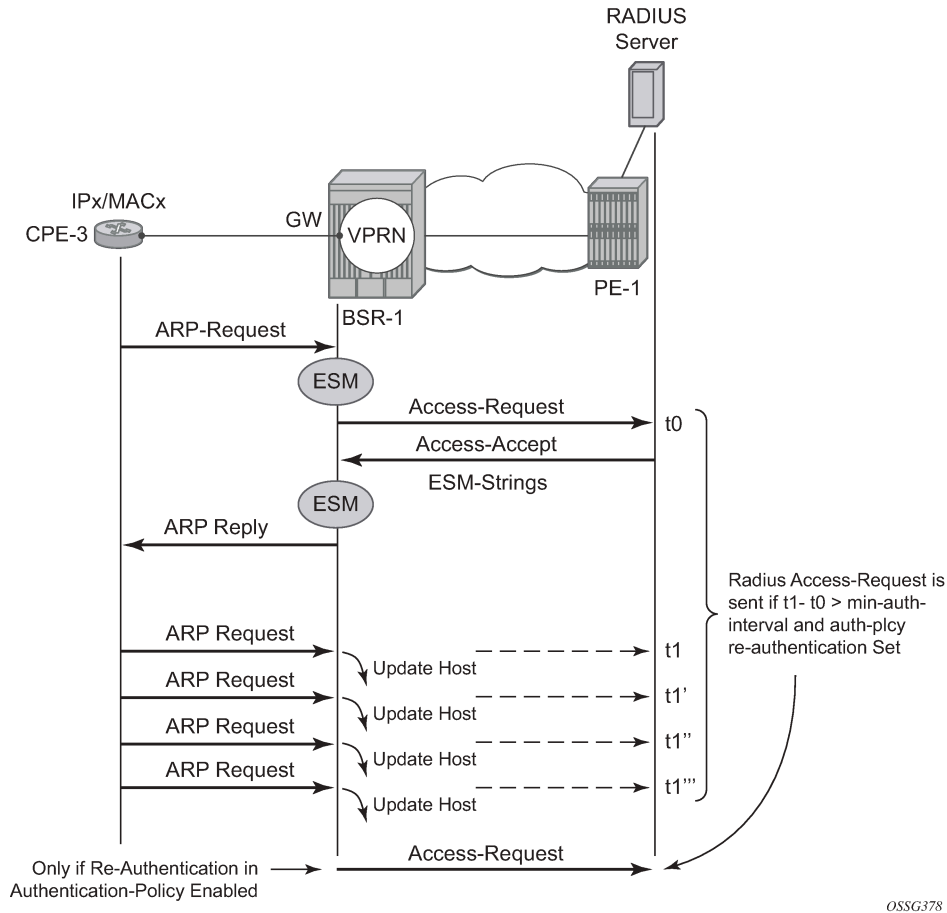 RADIUS
Server
IPx/MACx
CPE-3
GW
VPRN
PE-1
BSR-1
ARP-Request
ESM
Access-Request
t0
Access-Accept
ESM-Strings
ESM
ARP Reply
Radius Access-Request is
sent if t1- t0 > min-auth-
interval and auth-plcy
re-authentication Set
ARP Request
Update Host
t1
ARP Request
Update Host
t1'
ARP Request
Update Host
t1''
ARP Request
Update Host
t1'''
Access-Request
Only if Re-Authentication in
Authentication-Policy Enabled
OSSG378